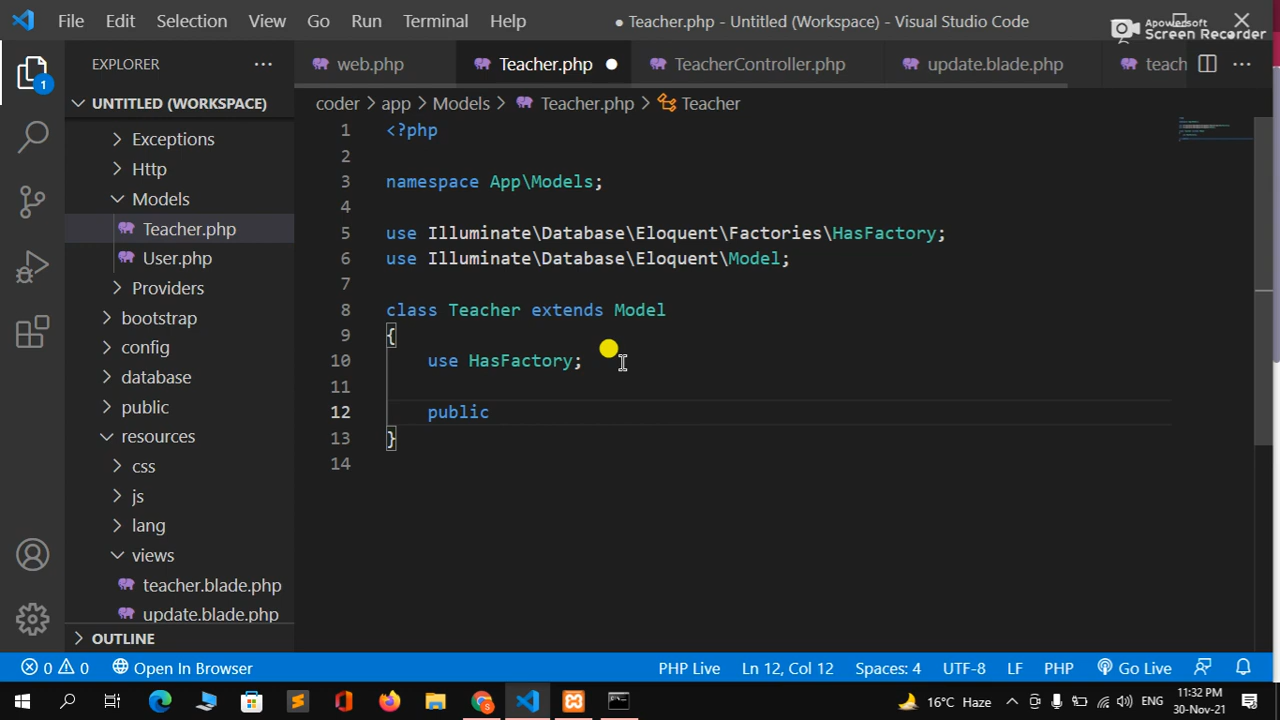 File Edit Selection View Go Run Terminal Help
● Teacher.php - Untitled (Workspace) - Visual Studio Code
Apowersoft
Screen Recorder
EXPLORER ···
web.php Teacher.php TeacherController.php update.blade.php teach ···
1
UNTITLED (WORKSPACE)
coder > app > Models > Teacher.php > Teacher
Exceptions
Http
Models
Teacher.php
User.php
Providers
bootstrap
config
database
public
resources
css
js
lang
views
teacher.blade.php
update.blade.php
OUTLINE
1 <?php
2
3 namespace App\Models;
4
5 use Illuminate\Database\Eloquent\Factories\HasFactory;
6 use Illuminate\Database\Eloquent\Model;
7
8 class Teacher extends Model
9 {
10 use HasFactory;
11
12 public
13 }
14
0 0 Open In Browser PHP Live Ln 12, Col 12 Spaces: 4 UTF-8 LF PHP Go Live
16°C Haze ENG 11:32 PM
30-Nov-21